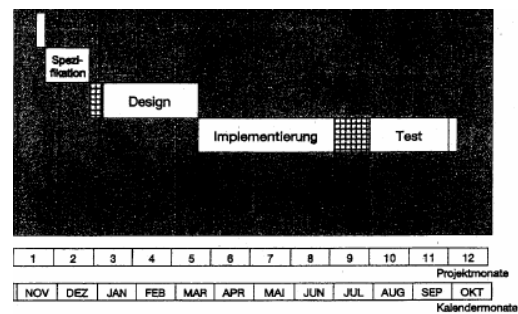 Spezi-
fikation
Design
Implementierung
Test
1 2 3 4 5 6 7 8 9 10 11 12
Projektmonate
NOV DEZ JAN FEB MAR APR MAI JUN JUL AUG SEP OKT
Kalendermonate